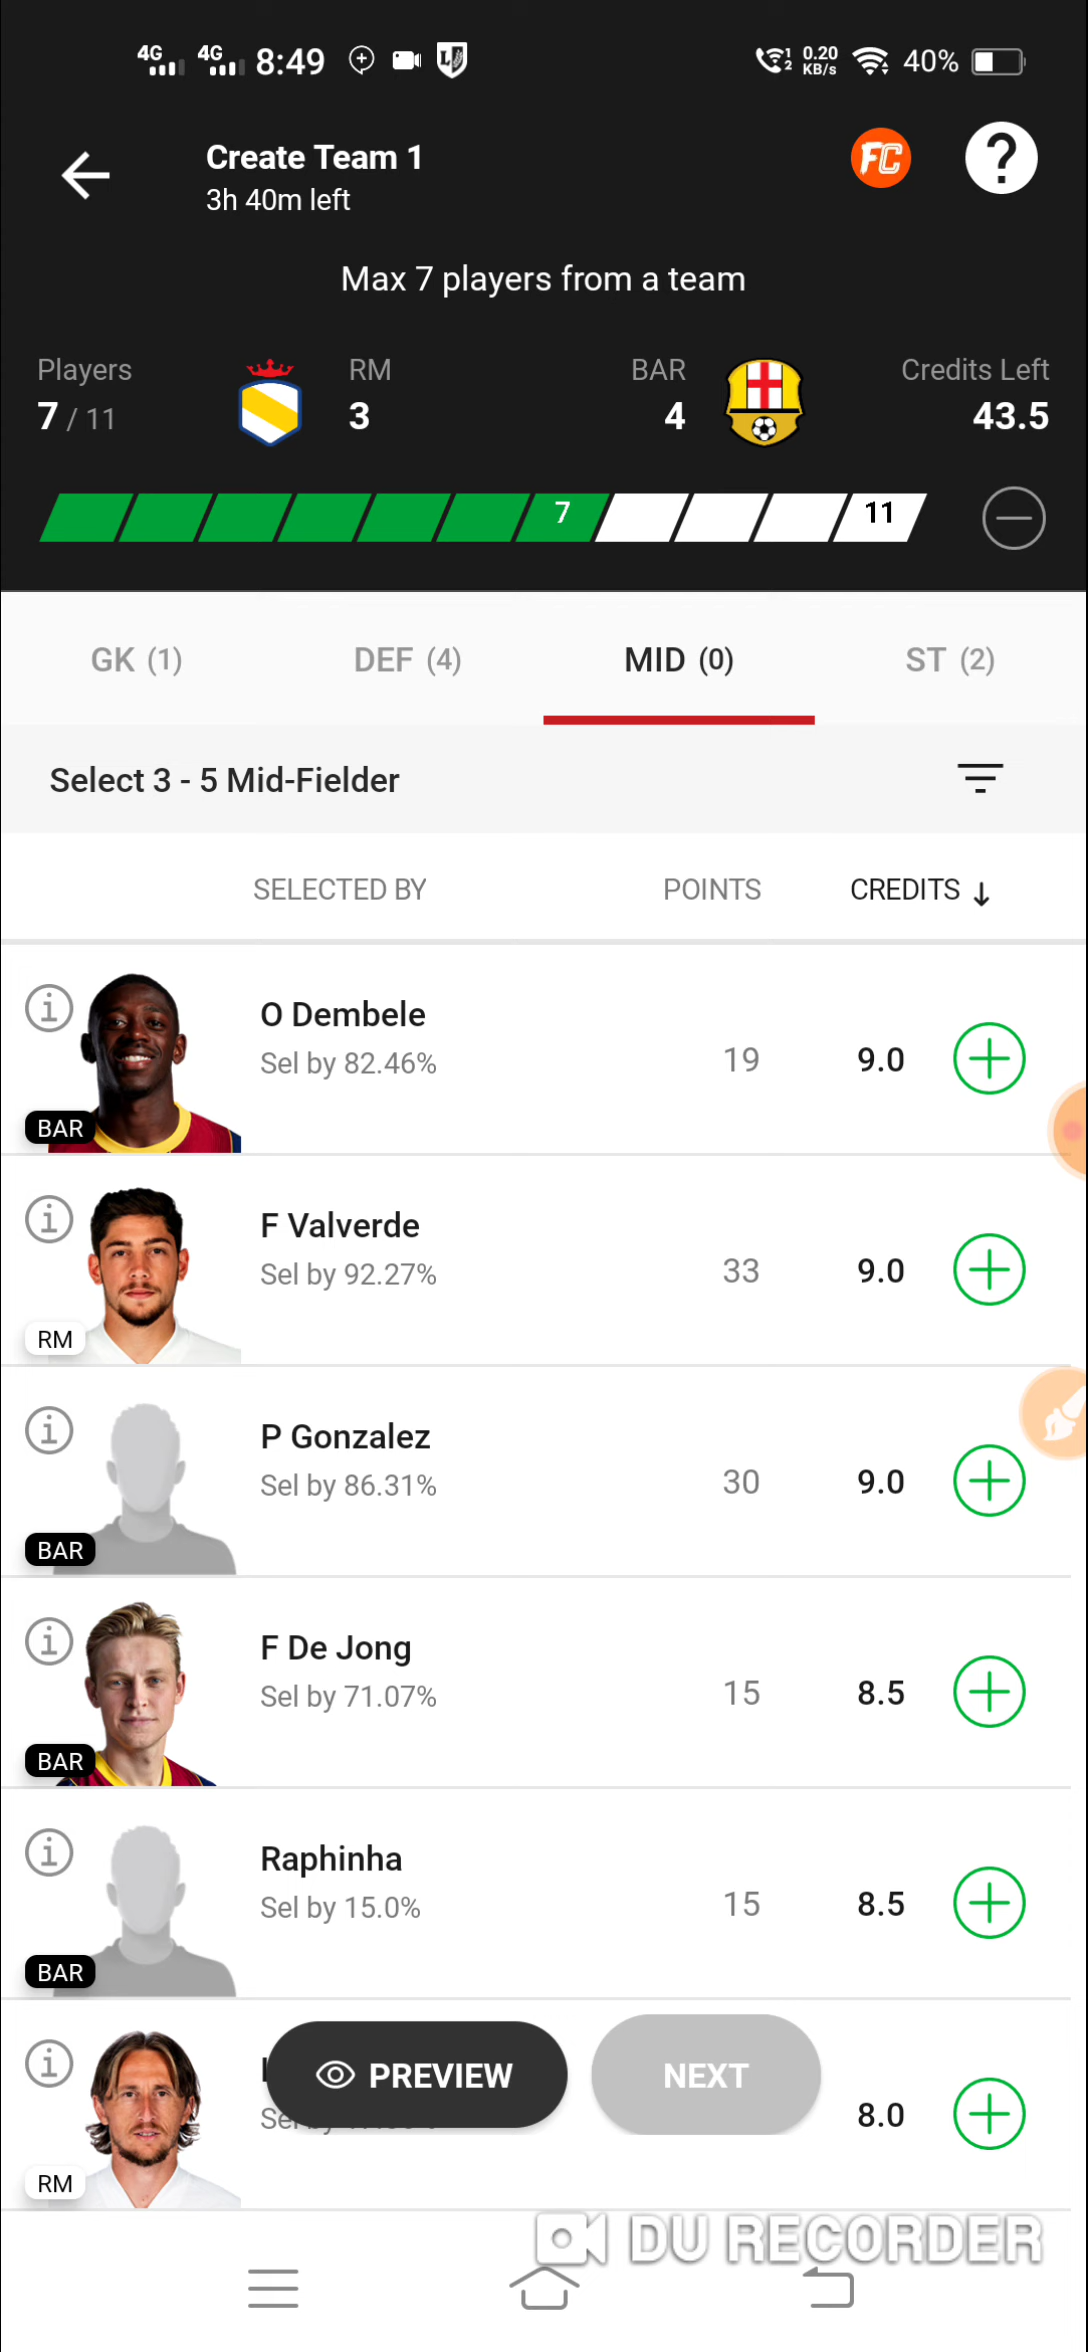 4G 4G 8:49 0.20 KB/s 40%
Create Team 1
3h 40m left
FC ?
Max 7 players from a team
Players RM BAR Credits Left
7 / 11 3 4 43.5
7 11
GK (1) DEF (4) MID (0) ST (2)
Select 3 - 5 Mid-Fielder
SELECTED BY POINTS CREDITS ↓
O Dembele
Sel by 82.46% 19 9.0
BAR
F Valverde
Sel by 92.27% 33 9.0
RM
P Gonzalez
Sel by 86.31% 30 9.0
BAR
F De Jong
Sel by 71.07% 15 8.5
BAR
Raphinha
Sel by 15.0% 15 8.5
BAR
PREVIEW NEXT
8.0
RM
DU RECORDER